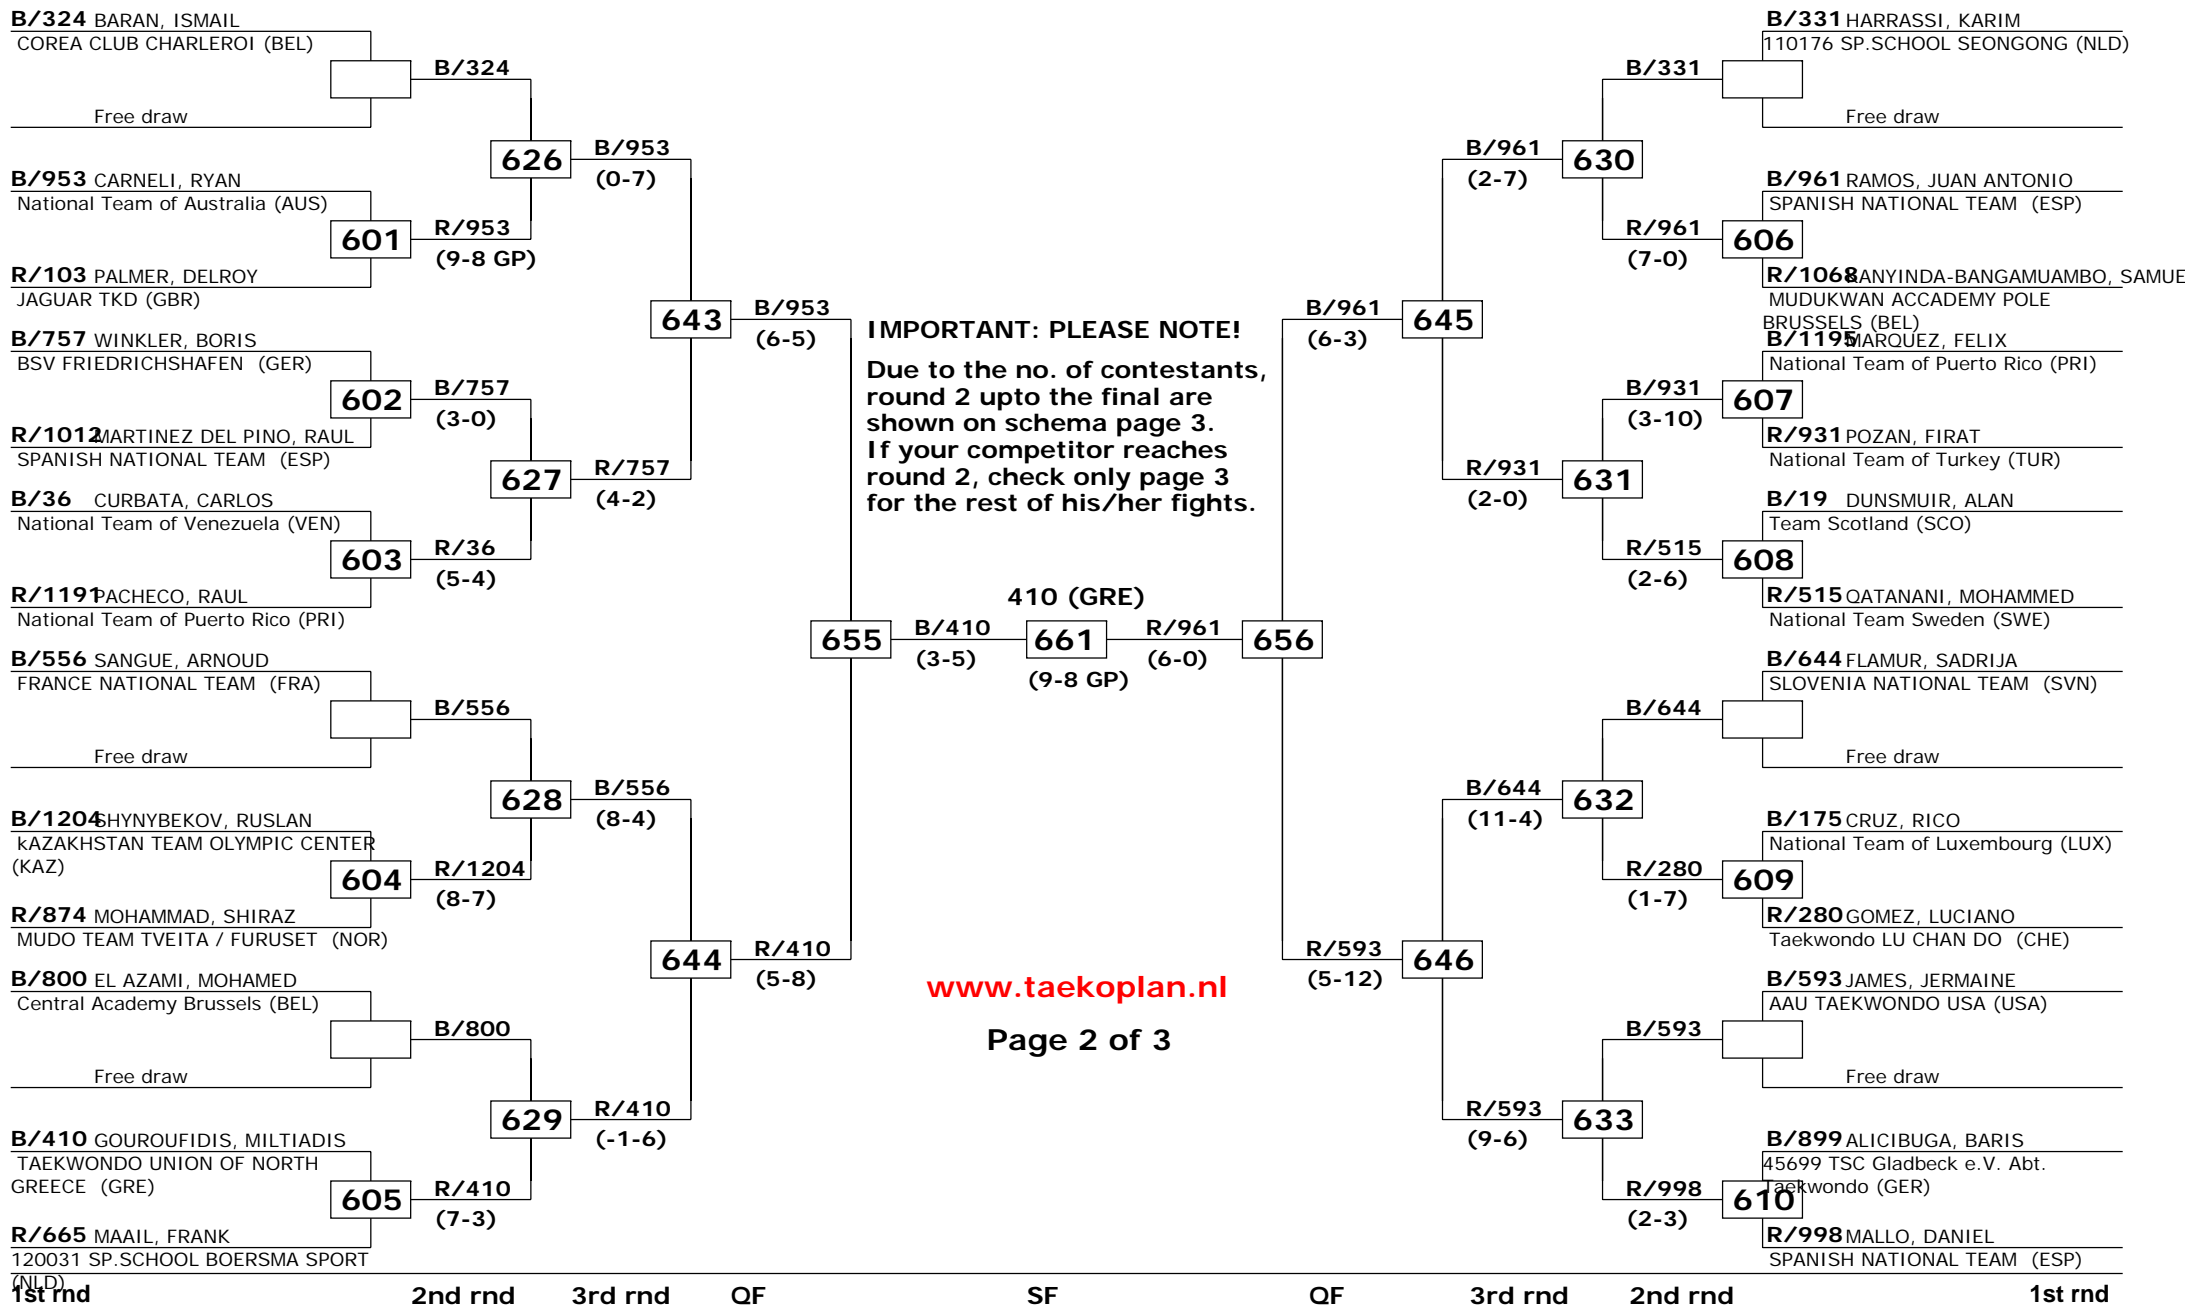 B/324 BARAN, ISMAIL
COREA CLUB CHARLEROI (BEL)
Free draw
B/953 CARNELI, RYAN
National Team of Australia (AUS)
R/103 PALMER, DELROY
JAGUAR TKD (GBR)
B/757 WINKLER, BORIS
BSV FRIEDRICHSHAFEN (GER)
R/1012 MARTINEZ DEL PINO, RAUL
SPANISH NATIONAL TEAM (ESP)
B/36 CURBATA, CARLOS
National Team of Venezuela (VEN)
R/1191 PACHECO, RAUL
National Team of Puerto Rico (PRI)
B/556 SANGUE, ARNOUD
FRANCE NATIONAL TEAM (FRA)
Free draw
B/1204 SHYNYBEKOV, RUSLAN
kAZAKHSTAN TEAM OLYMPIC CENTER
(KAZ)
R/874 MOHAMMAD, SHIRAZ
MUDO TEAM TVEITA / FURUSET (NOR)
B/800 EL AZAMI, MOHAMED
Central Academy Brussels (BEL)
Free draw
B/410 GOUROUFIDIS, MILTIADIS
TAEKWONDO UNION OF NORTH
GREECE (GRE)
R/665 MAAIL, FRANK
120031 SP.SCHOOL BOERSMA SPORT
(NLD)
601
602
603
604
605
B/324
R/953
(9-8 GP)
B/757
(3-0)
R/36
(5-4)
B/556
R/1204
(8-7)
B/800
R/410
(7-3)
626
627
628
629
B/953
(0-7)
R/757
(4-2)
B/556
(8-4)
R/410
(-1-6)
643
644
B/953
(6-5)
R/410
(5-8)
655
B/410
(3-5)
IMPORTANT: PLEASE NOTE!
Due to the no. of contestants,
round 2 upto the final are
shown on schema page 3.
If your competitor reaches
round 2, check only page 3
for the rest of his/her fights.
410 (GRE)
661
(9-8 GP)
www.taekoplan.nl
Page 2 of 3
R/961
(6-0)
656
B/961
(6-3)
R/593
(5-12)
645
646
B/961
(2-7)
R/931
(2-0)
B/644
(11-4)
R/593
(9-6)
630
631
632
633
B/331
R/961
(7-0)
B/931
(3-10)
R/515
(2-6)
B/644
R/280
(1-7)
B/593
R/998
(2-3)
606
607
608
609
610
B/331 HARRASSI, KARIM
110176 SP.SCHOOL SEONGONG (NLD)
Free draw
B/961 RAMOS, JUAN ANTONIO
SPANISH NATIONAL TEAM (ESP)
R/1068 KANYINDA-BANGAMUAMBO, SAMUE
MUDUKWAN ACCADEMY POLE
BRUSSELS (BEL)
B/1195 MARQUEZ, FELIX
National Team of Puerto Rico (PRI)
R/931 POZAN, FIRAT
National Team of Turkey (TUR)
B/19 DUNSMUIR, ALAN
Team Scotland (SCO)
R/515 QATANANI, MOHAMMED
National Team Sweden (SWE)
B/644 FLAMUR, SADRIJA
SLOVENIA NATIONAL TEAM (SVN)
Free draw
B/175 CRUZ, RICO
National Team of Luxembourg (LUX)
R/280 GOMEZ, LUCIANO
Taekwondo LU CHAN DO (CHE)
B/593 JAMES, JERMAINE
AAU TAEKWONDO USA (USA)
Free draw
B/899 ALICIBUGA, BARIS
45699 TSC Gladbeck e.V. Abt.
Taekwondo (GER)
R/998 MALLO, DANIEL
SPANISH NATIONAL TEAM (ESP)
1st rnd 2nd rnd 3rd rnd QF SF QF 3rd rnd 2nd rnd 1st rnd